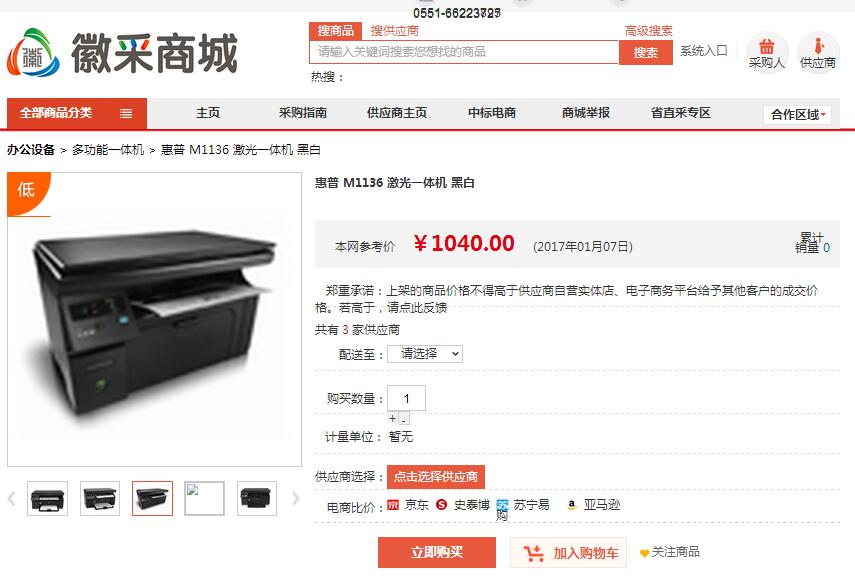 搜商品 搜供应商 高级搜索
徽采商城
请输入关键词搜索您想找的商品 搜索 系统入口
采购人 供应商
热搜：
全部商品分类 主页 采购指南 供应商主页 中标电商 商城举报 省直采专区 合作区域
办公设备 > 多功能一体机 > 惠普 M1136 激光一体机 黑白
低
惠普 M1136 激光一体机 黑白
本网参考价 ￥1040.00 (2017年01月07日)
累计
销量 0
郑重承诺：上架的商品价格不得高于供应商自营实体店、电子商务平台给予其他客户的成交价
格。若高于，请点此反馈
共有 3 家供应商
配送至： 请选择
购买数量： 1
+ -
计量单位： 暂无
供应商选择： 点击选择供应商
电商比价： 京东 史泰博 苏宁易
购 亚马逊
立即购买 加入购物车 关注商品